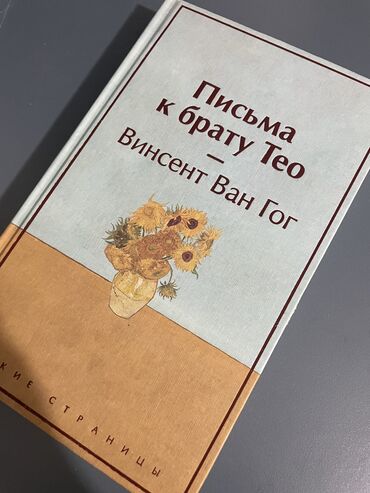 Письма
к брату Тео
—
Винсент Ван Гог
КИЕ СТРАНИЦЫ